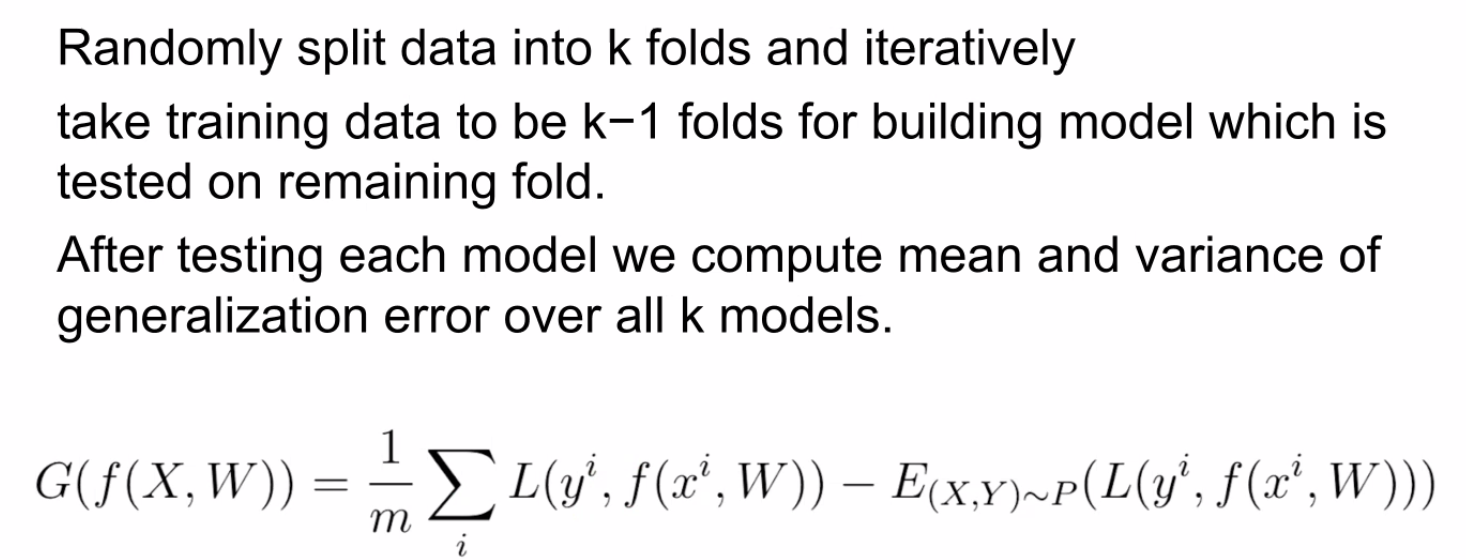 Randomly split data into k folds and iteratively
take training data to be k−1 folds for building model which is
tested on remaining fold.
After testing each model we compute mean and variance of
generalization error over all k models.
G(f(X, W)) = \frac{1}{m} \sum_{i} L(y^i, f(x^i, W)) − E_{(X,Y)∼P}(L(y^i, f(x^i, W)))